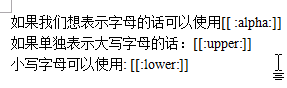 如果我们想表示字母的话可以使用[[ :alpha:]]
如果单独表示大写字母的话：[[:upper:]]
小写字母可以使用: [[:lower:]]